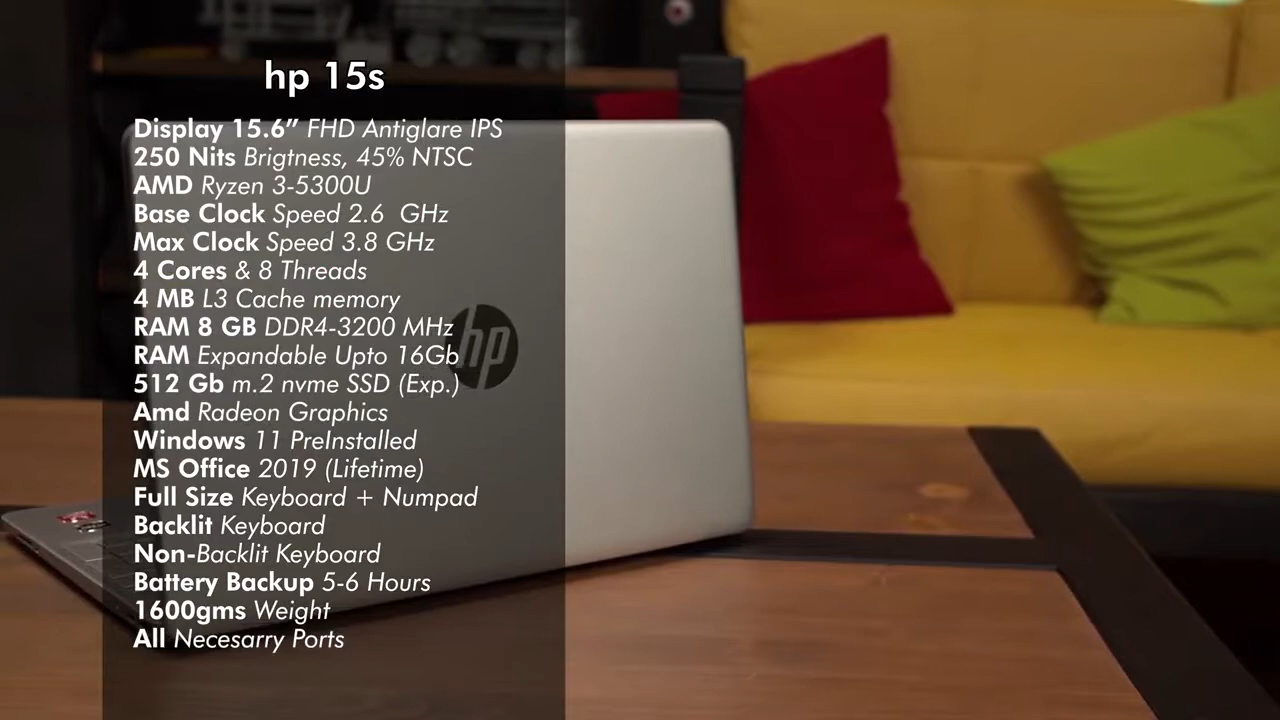 hp 15s
Display 15.6” FHD Antiglare IPS
250 Nits Brigtness, 45% NTSC
AMD Ryzen 3-5300U
Base Clock Speed 2.6 GHz
Max Clock Speed 3.8 GHz
4 Cores & 8 Threads
4 MB L3 Cache memory
RAM 8 GB DDR4-3200 MHz
RAM Expandable Upto 16Gb
512 Gb m.2 nvme SSD (Exp.)
Amd Radeon Graphics
Windows 11 PreInstalled
MS Office 2019 (Lifetime)
Full Size Keyboard + Numpad
Backlit Keyboard
Non-Backlit Keyboard
Battery Backup 5-6 Hours
1600gms Weight
All Necesarry Ports
hp